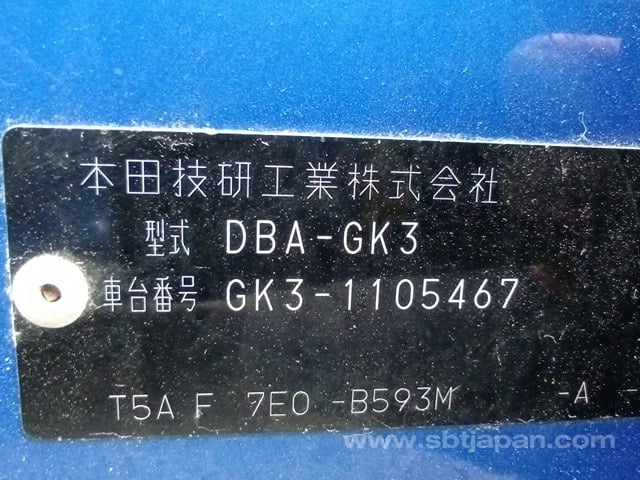 本田技研工業株式会社
型式 DBA-GK3
車台番号 GK3-1105467
T5A F 7E0 -B593M -A -
www.sbtjapan.com